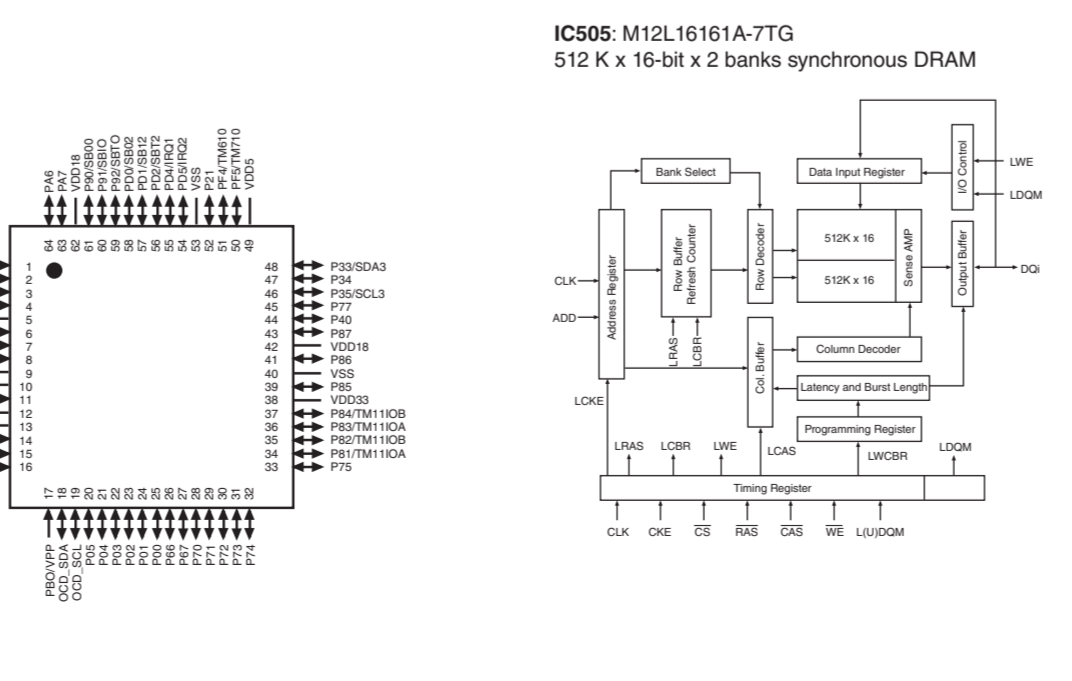 IC505: M12L16161A-7TG
512 K x 16-bit x 2 banks synchronous DRAM
PA6
PA7
VDD18
P90/SB00
P91/SBIO
P92/SBTO
PD0/SB02
PD1/SB12
PD2/SBT2
PD4/IRQ1
PD5/IRQ2
VSS
P21
PF4/TM610
PF5/TM710
VDD5
64 63 62 61 60 59 58 57 56 55 54 53 52 51 50 49
1
2
3
4
5
6
7
8
9
10
11
12
13
14
15
16
48 P33/SDA3
47 P34
46 P35/SCL3
45 P77
44 P40
43 P87
42 VDD18
41 P86
40 VSS
39 P85
38 VDD33
37 P84/TM11IOB
36 P83/TM11IOA
35 P82/TM11IOB
34 P81/TM11IOA
33 P75
17 18 19 20 21 22 23 24 25 26 27 28 29 30 31 32
PBO/VPP
OCD_SDA
OCD_SCL
P05
P04
P03
P02
P01
P00
P66
P67
P70
P71
P72
P73
P74
Bank Select
Data Input Register
I/O Control
LWE
LDQM
CLK
ADD
Address Register
Row Buffer
Refresh Counter
Row Decoder
512K x 16
512K x 16
Sense AMP
Output Buffer
DQi
LRAS
LCBR
Col. Buffer
Column Decoder
Latency and Burst Length
Programming Register
LCKE
LRAS
LCBR
LWE
LCAS
LWCBR
LDQM
Timing Register
CLK
CKE
CS
RAS
CAS
WE
L(U)DQM